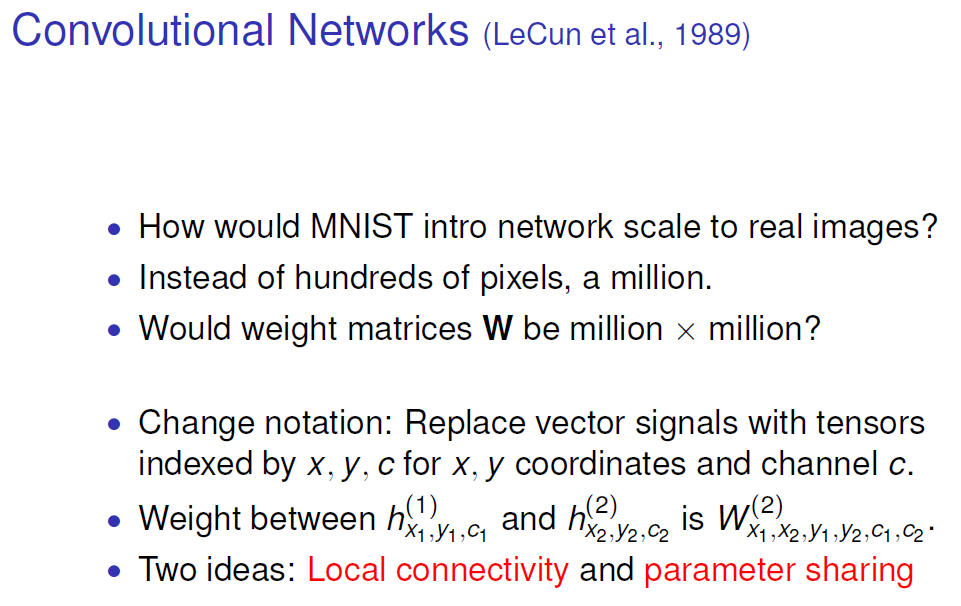 Convolutional Networks (LeCun et al., 1989)
• How would MNIST intro network scale to real images?
• Instead of hundreds of pixels, a million.
• Would weight matrices W be million × million?
• Change notation: Replace vector signals with tensors
indexed by x, y, c for x, y coordinates and channel c.
• Weight between h^{(1)}_{x_1,y_1,c_1} and h^{(2)}_{x_2,y_2,c_2} is W^{(2)}_{x_1,x_2,y_1,y_2,c_1,c_2}.
• Two ideas: Local connectivity and parameter sharing